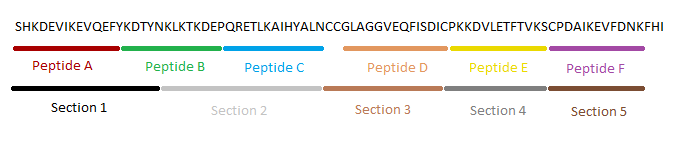 SHKDEVIKEVQEFYKDTYNKLKTKDEPQRETLKAIHYALNCCGLAGGVEQFISDICPKKDVLETFTVKSCPDAIKEVFDNKFHI
Peptide A Peptide B Peptide C Peptide D Peptide E Peptide F
Section 1 Section 2 Section 3 Section 4 Section 5